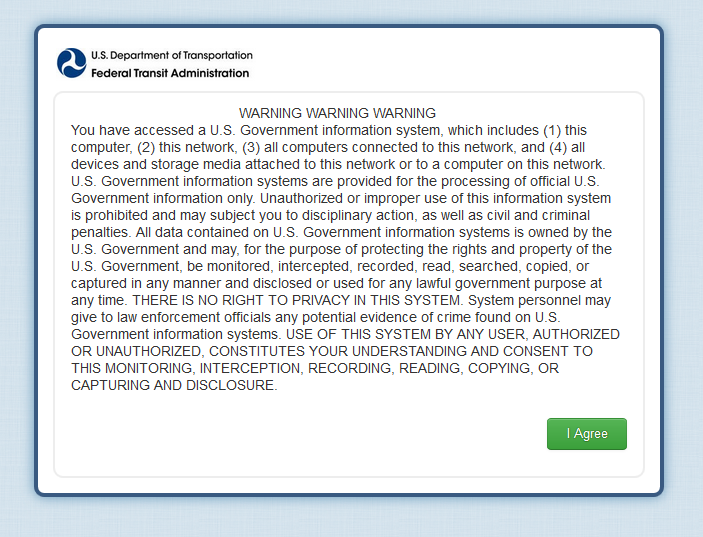 U.S. Department of Transportation
Federal Transit Administration
WARNING WARNING WARNING
You have accessed a U.S. Government information system, which includes (1) this
computer, (2) this network, (3) all computers connected to this network, and (4) all
devices and storage media attached to this network or to a computer on this network.
U.S. Government information systems are provided for the processing of official U.S.
Government information only. Unauthorized or improper use of this information system
is prohibited and may subject you to disciplinary action, as well as civil and criminal
penalties. All data contained on U.S. Government information systems is owned by the
U.S. Government and may, for the purpose of protecting the rights and property of the
U.S. Government, be monitored, intercepted, recorded, read, searched, copied, or
captured in any manner and disclosed or used for any lawful government purpose at
any time. THERE IS NO RIGHT TO PRIVACY IN THIS SYSTEM. System personnel may
give to law enforcement officials any potential evidence of crime found on U.S.
Government information systems. USE OF THIS SYSTEM BY ANY USER, AUTHORIZED
OR UNAUTHORIZED, CONSTITUTES YOUR UNDERSTANDING AND CONSENT TO
THIS MONITORING, INTERCEPTION, RECORDING, READING, COPYING, OR
CAPTURING AND DISCLOSURE.
I Agree